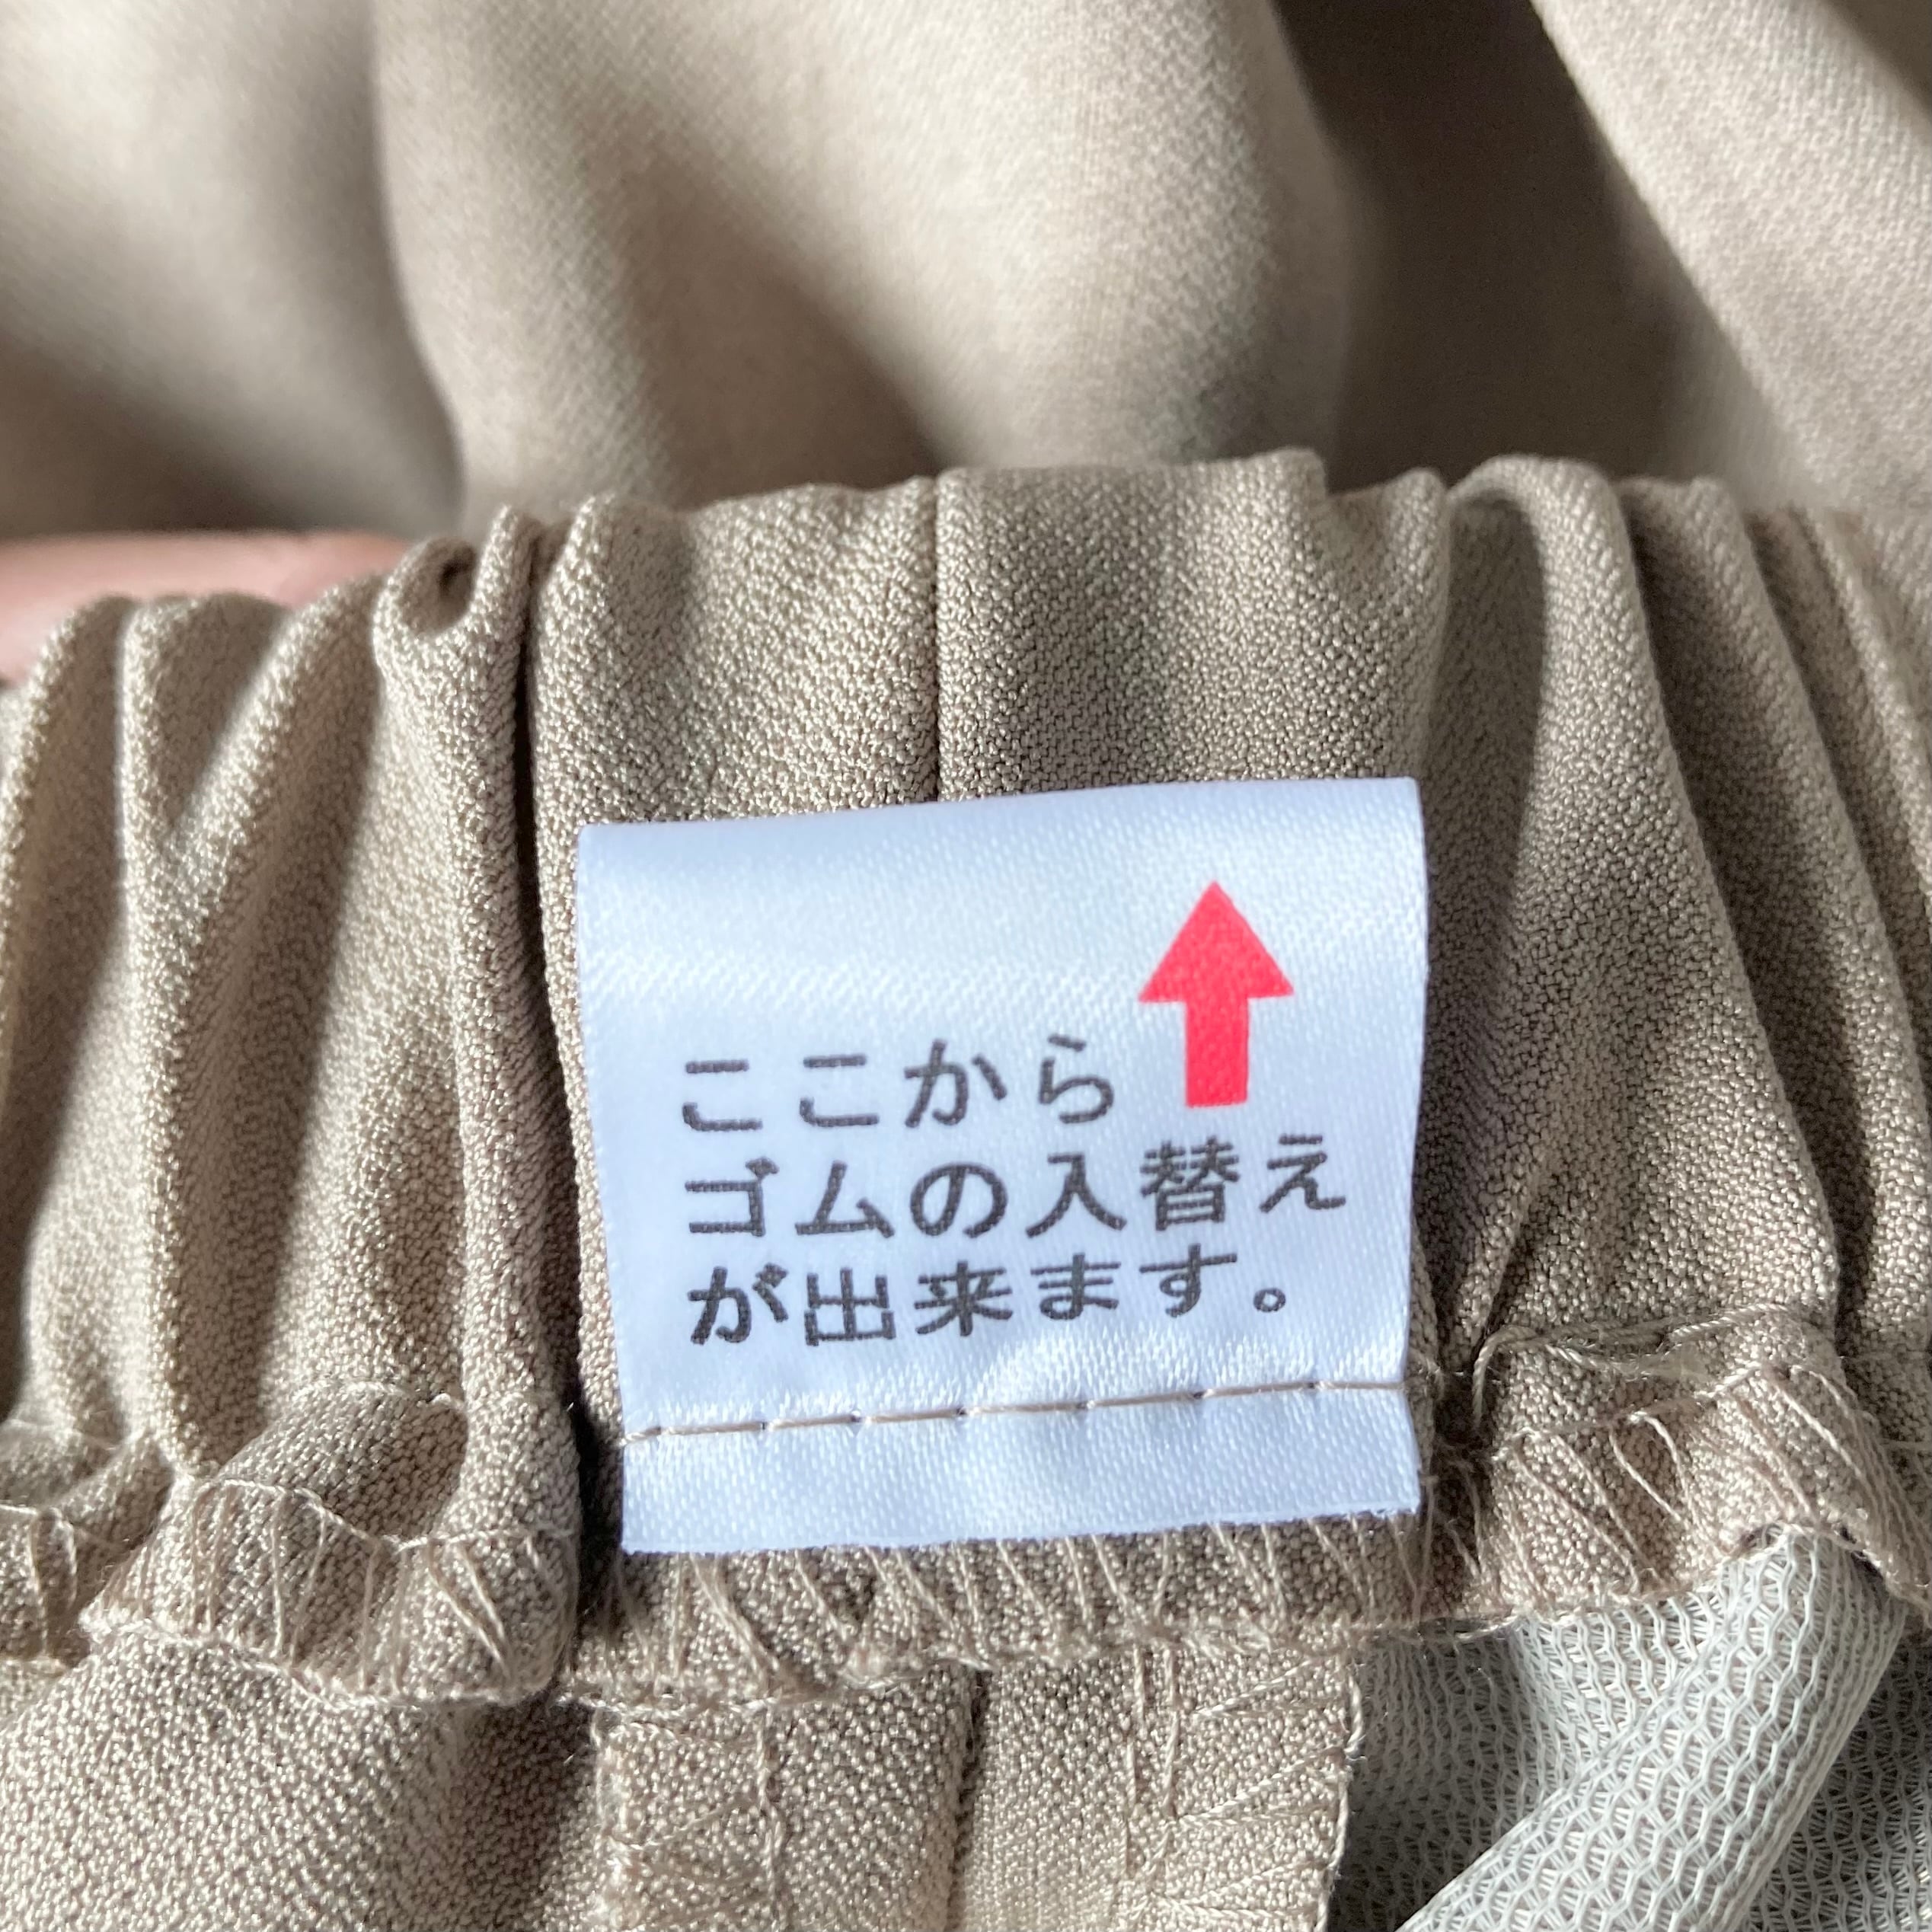 ここから
ゴムの入替え
が出来ます。